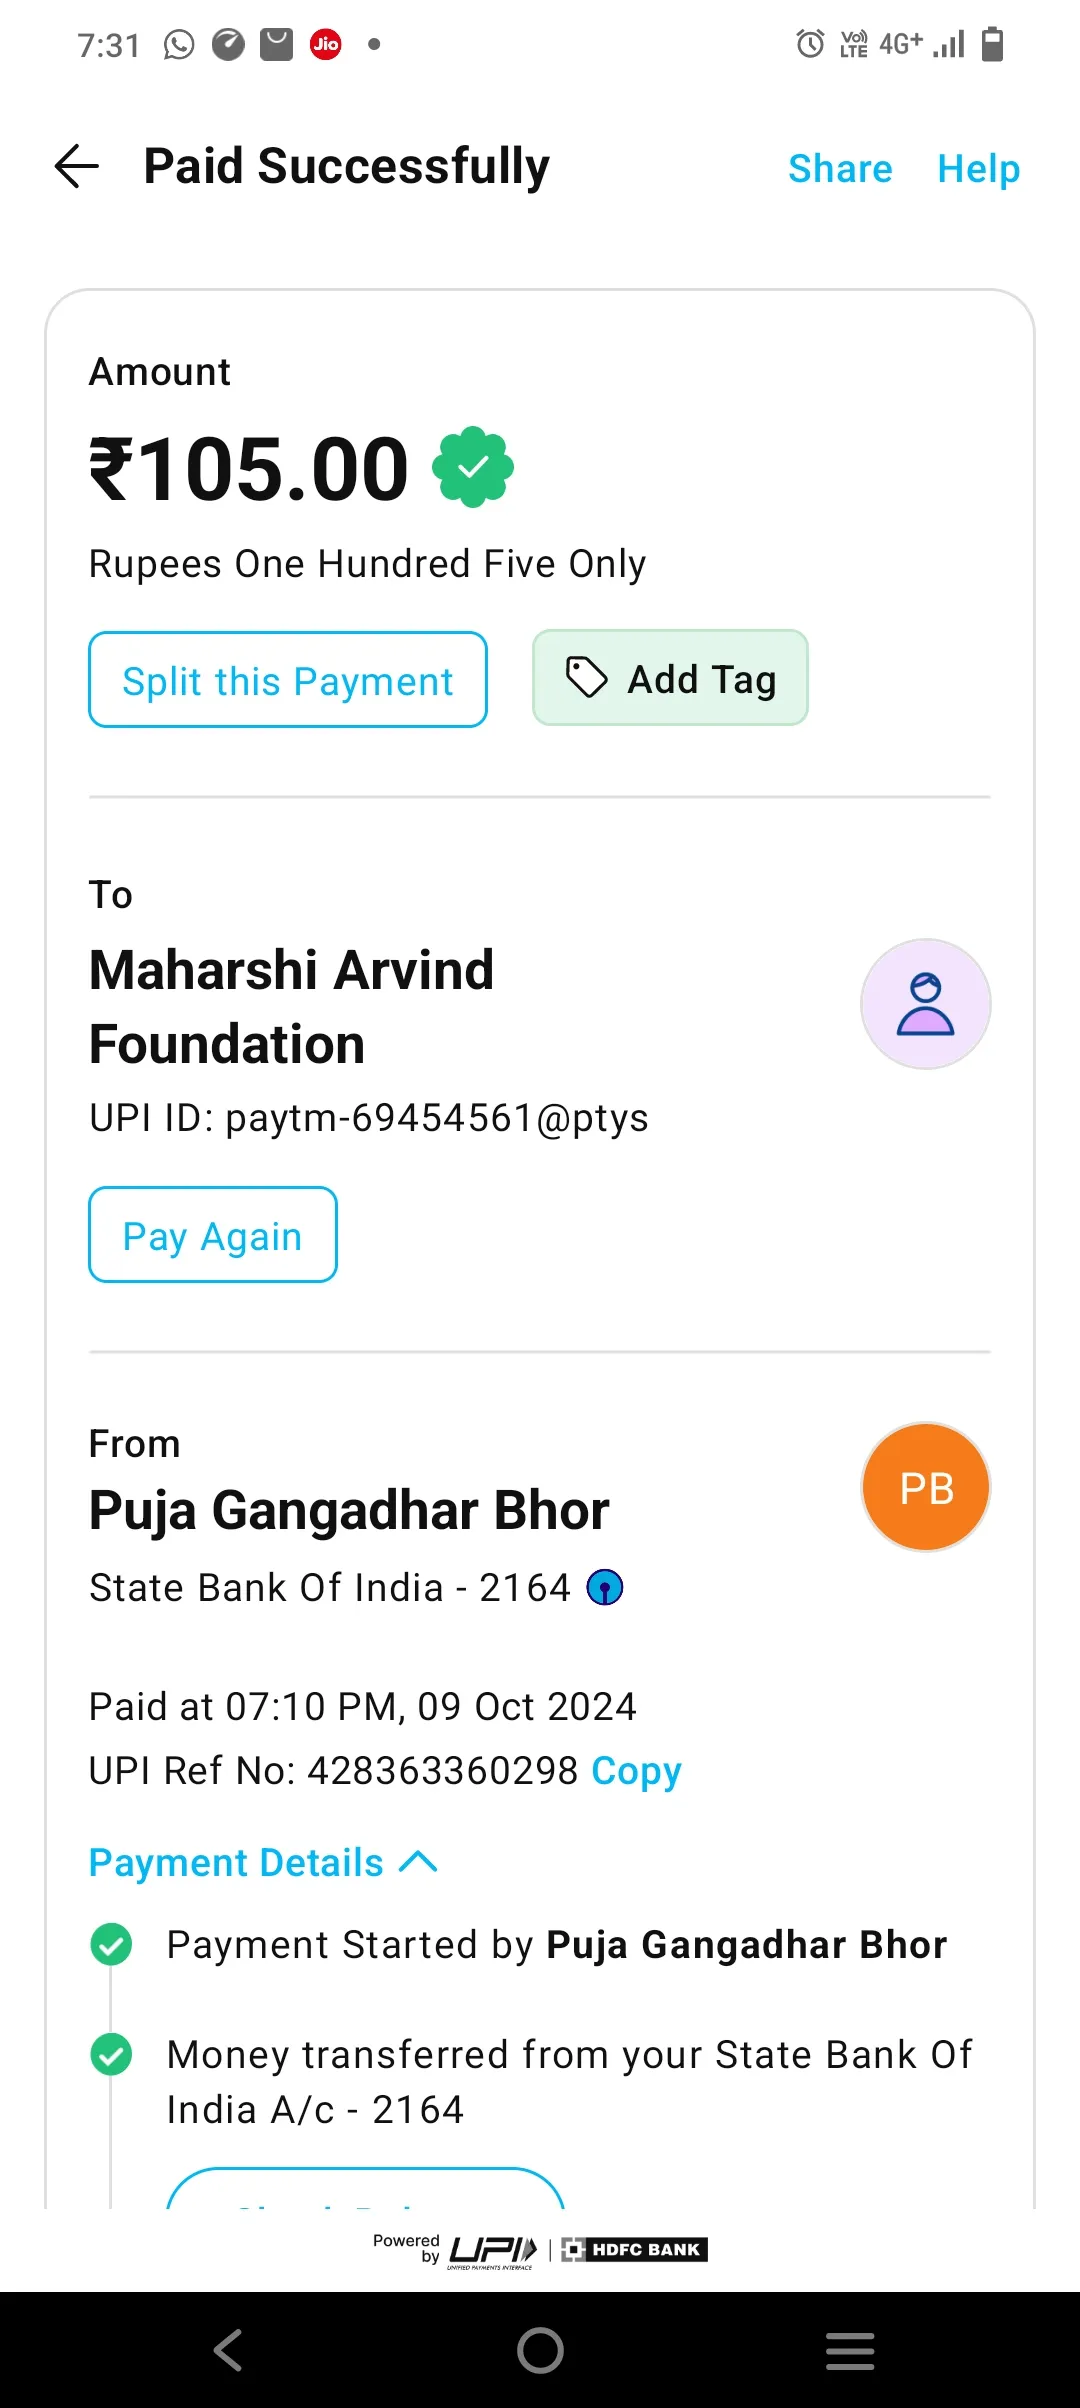 7:31
Jio
Vo)) LTE 4G+
Paid Successfully
Share Help
Amount
₹105.00
Rupees One Hundred Five Only
Split this Payment
Add Tag
To
Maharshi Arvind
Foundation
UPI ID: paytm-69454561@ptys
Pay Again
From
PB
Puja Gangadhar Bhor
State Bank Of India - 2164
Paid at 07:10 PM, 09 Oct 2024
UPI Ref No: 428363360298 Copy
Payment Details
Payment Started by Puja Gangadhar Bhor
Money transferred from your State Bank Of
India A/c - 2164
Powered
by
UPI
UNIFIED PAYMENTS INTERFACE
HDFC BANK